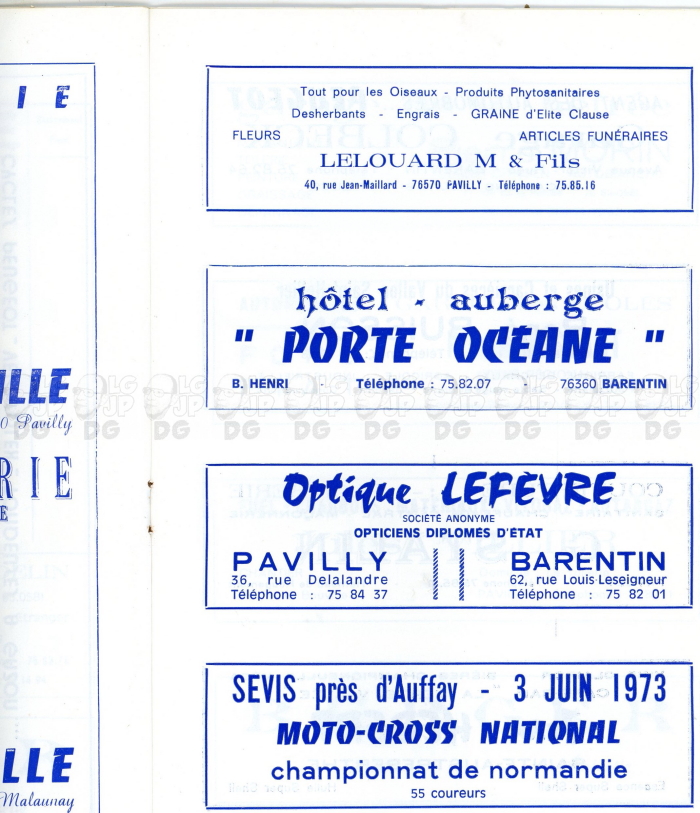 I E
ILLE
0 Pavilly
RIE
E
LLE
Malaunay
Tout pour les Oiseaux - Produits Phytosanitaires
Desherbants - Engrais - GRAINE d'Elite Clause
FLEURS ARTICLES FUNÉRAIRES
LELOUARD M & Fils
40, rue Jean-Maillard - 76570 PAVILLY - Téléphone : 75.85.16
hôtel - auberge
" PORTE OCÉANE "
B. HENRI - Téléphone : 75.82.07 - 76360 BARENTIN
Optique LEFÈVRE
SOCIÉTÉ ANONYME
OPTICIENS DIPLOMÉS D'ÉTAT
PAVILLY BARENTIN
36, rue Delalandre 62, rue Louis-Leseigneur
Téléphone : 75 84 37 Téléphone : 75 82 01
SEVIS près d'Auffay - 3 JUIN 1973
MOTO-CROSS NATIONAL
championnat de normandie
55 coureurs